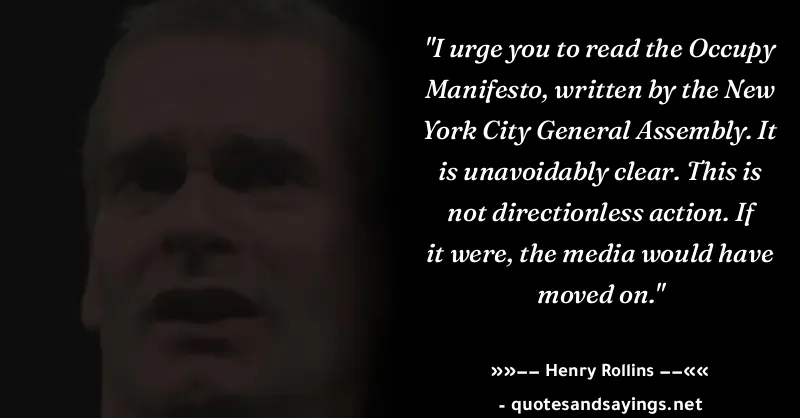 "I urge you to read the Occupy
Manifesto, written by the New
York City General Assembly. It
is unavoidably clear. This is
not directionless action. If
it were, the media would have
moved on."
»»—— Henry Rollins ——««
- quotesandsayings.net